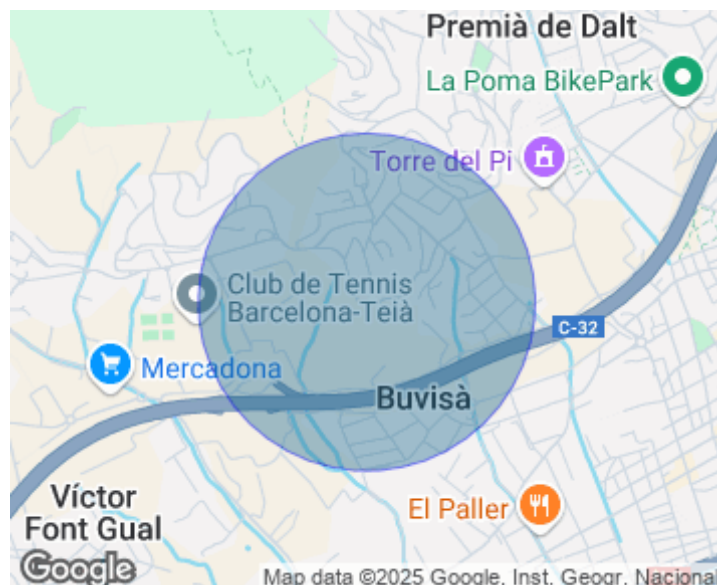 Premià de Dalt
La Poma BikePark
Torre del Pi
Club de Tennis
Barcelona-Teià
C-32
Mercadona
Buvisà
Víctor
Font Gual
El Paller
Google
Map data ©2025 Google, Inst. Geogr. Nacional